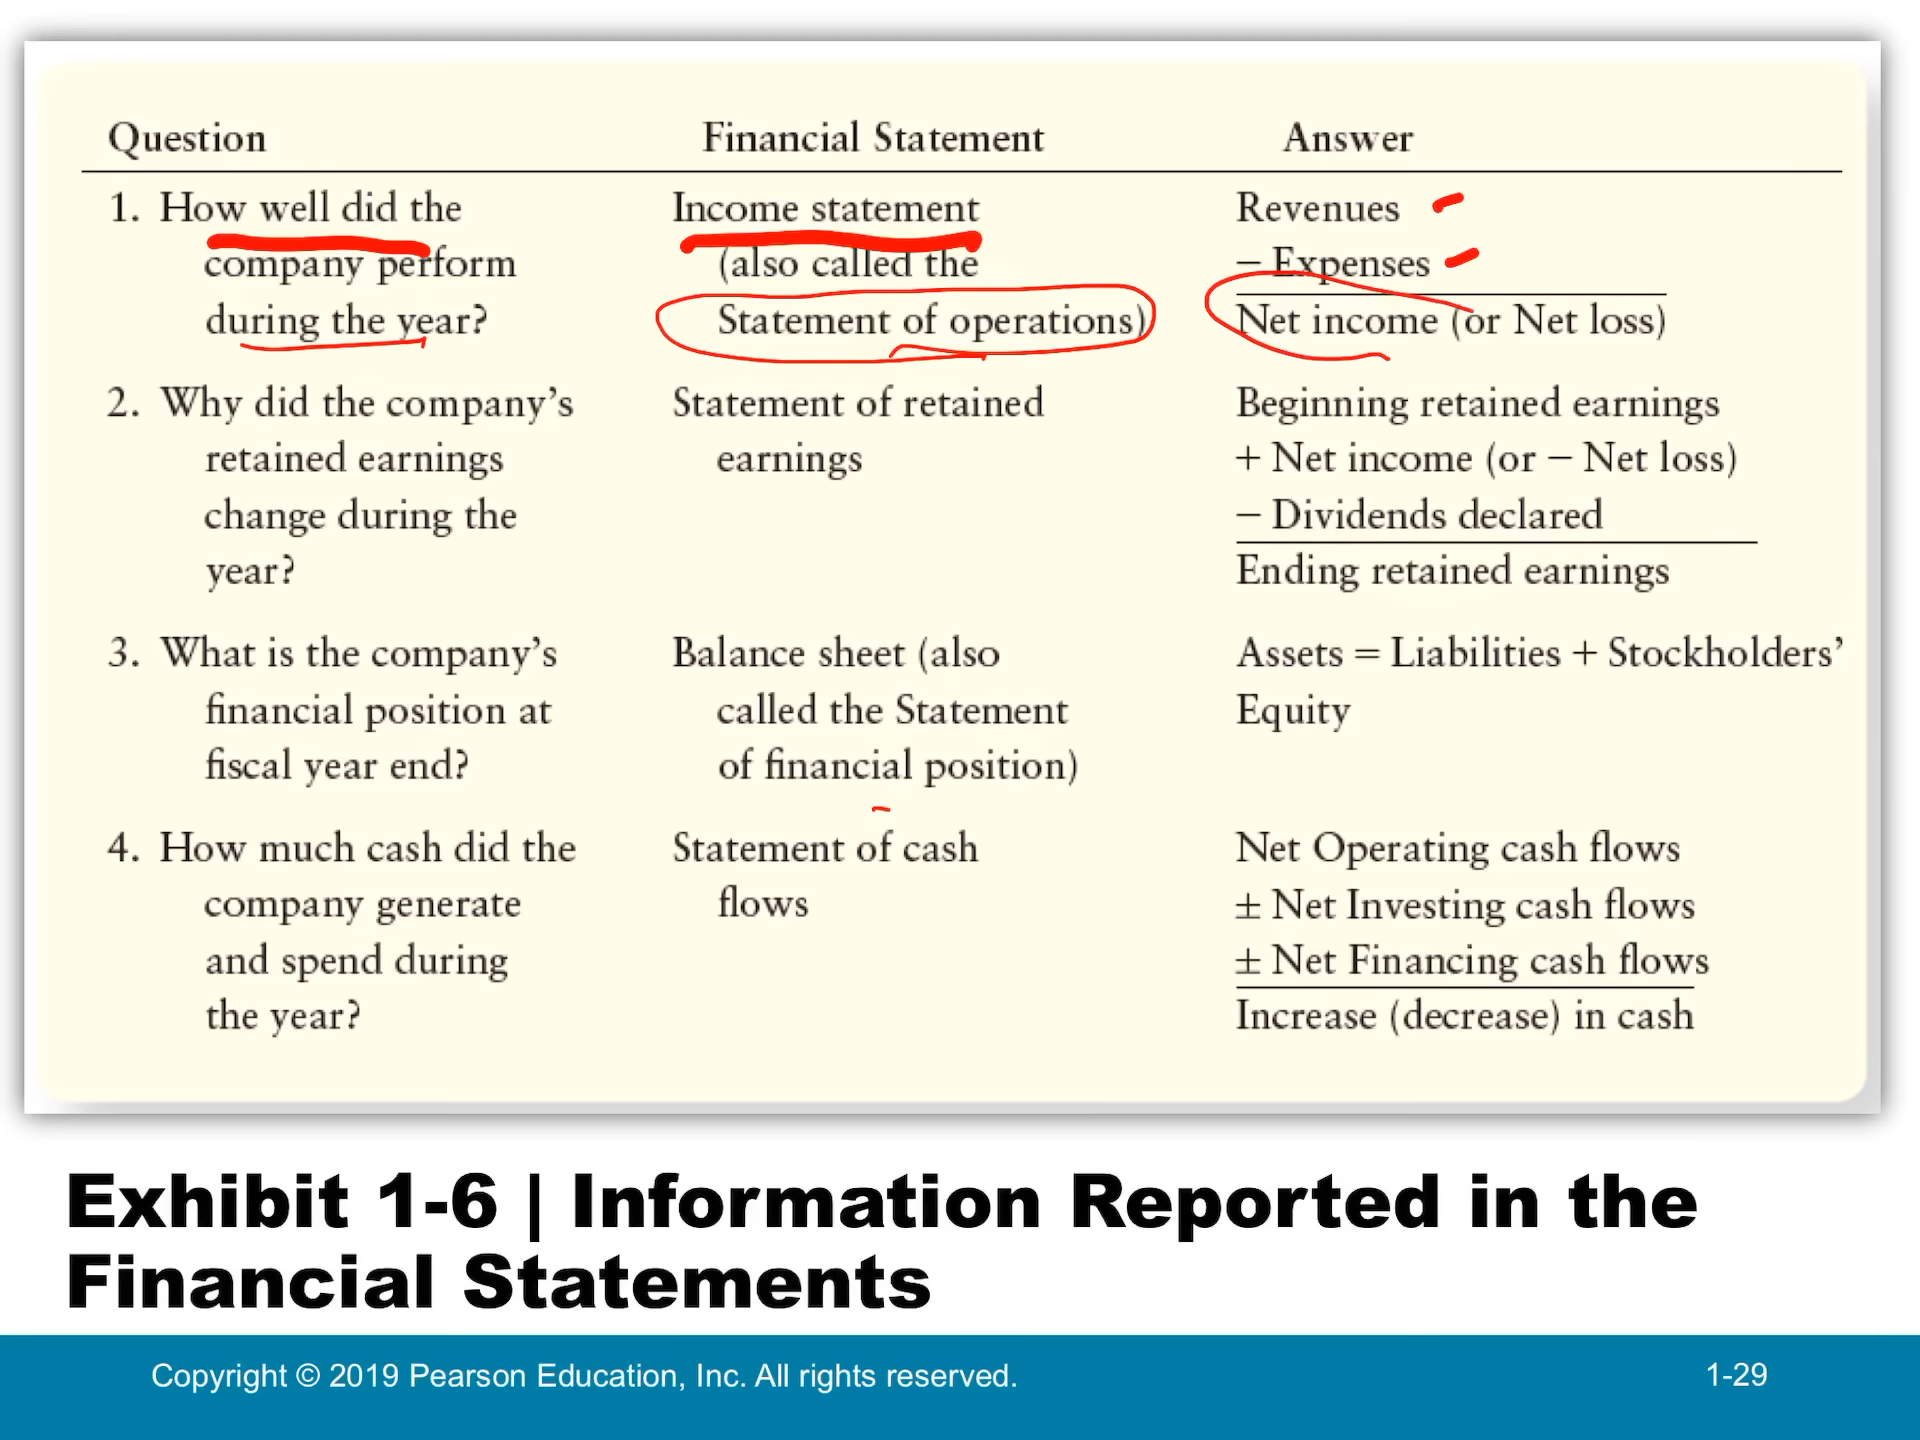 Question Financial Statement Answer
1. How well did the Income statement Revenues
company perform (also called the – Expenses
during the year? Statement of operations) Net income (or Net loss)
2. Why did the company’s Statement of retained Beginning retained earnings
retained earnings earnings + Net income (or – Net loss)
change during the – Dividends declared
year? Ending retained earnings
3. What is the company’s Balance sheet (also Assets = Liabilities + Stockholders’
financial position at called the Statement Equity
fiscal year end? of financial position)
4. How much cash did the Statement of cash Net Operating cash flows
company generate flows ± Net Investing cash flows
and spend during ± Net Financing cash flows
the year? Increase (decrease) in cash
Exhibit 1-6 | Information Reported in the
Financial Statements
Copyright © 2019 Pearson Education, Inc. All rights reserved. 1-29